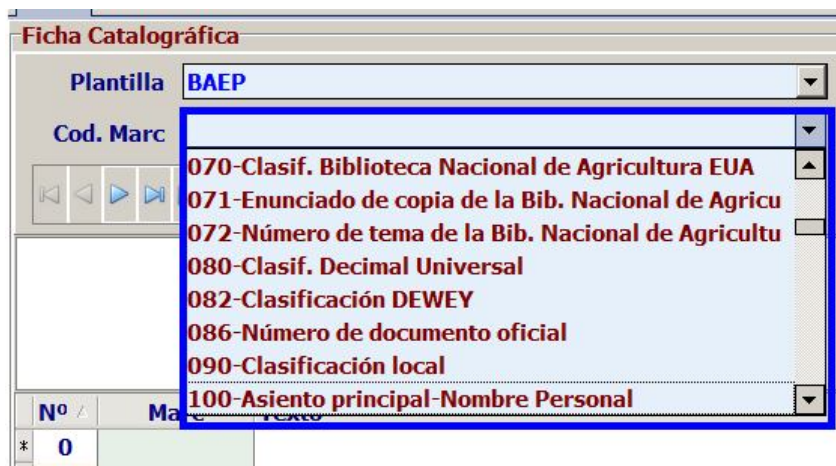 Ficha Catalográfica
Plantilla BAEP
Cod. Marc
070-Clasif. Biblioteca Nacional de Agricultura EUA
071-Enunciado de copia de la Bib. Nacional de Agricu
072-Número de tema de la Bib. Nacional de Agricultu
080-Clasif. Decimal Universal
082-Clasificación DEWEY
086-Número de documento oficial
090-Clasificación local
100-Asiento principal-Nombre Personal
Nº
* 0